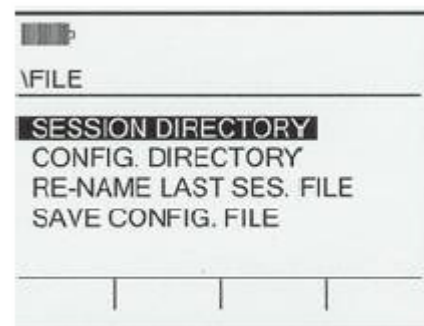 \FILE
SESSION DIRECTORY
CONFIG. DIRECTORY
RE-NAME LAST SES. FILE
SAVE CONFIG. FILE